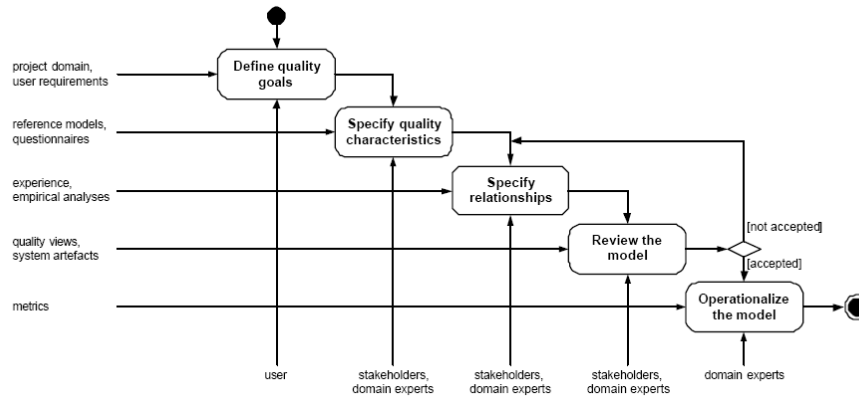 project domain,
user requirements
Define quality
goals
reference models,
questionnaires
Specify quality
characteristics
experience,
empirical analyses
Specify
relationships
quality views,
system artefacts
Review the
model
[not accepted]
[accepted]
metrics
Operationalize
the model
user
stakeholders,
domain experts
stakeholders,
domain experts
stakeholders,
domain experts
domain experts